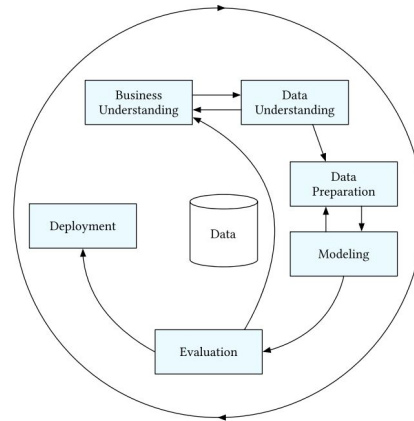 Business
Understanding
Data
Understanding
Data
Preparation
Deployment
Data
Modeling
Evaluation